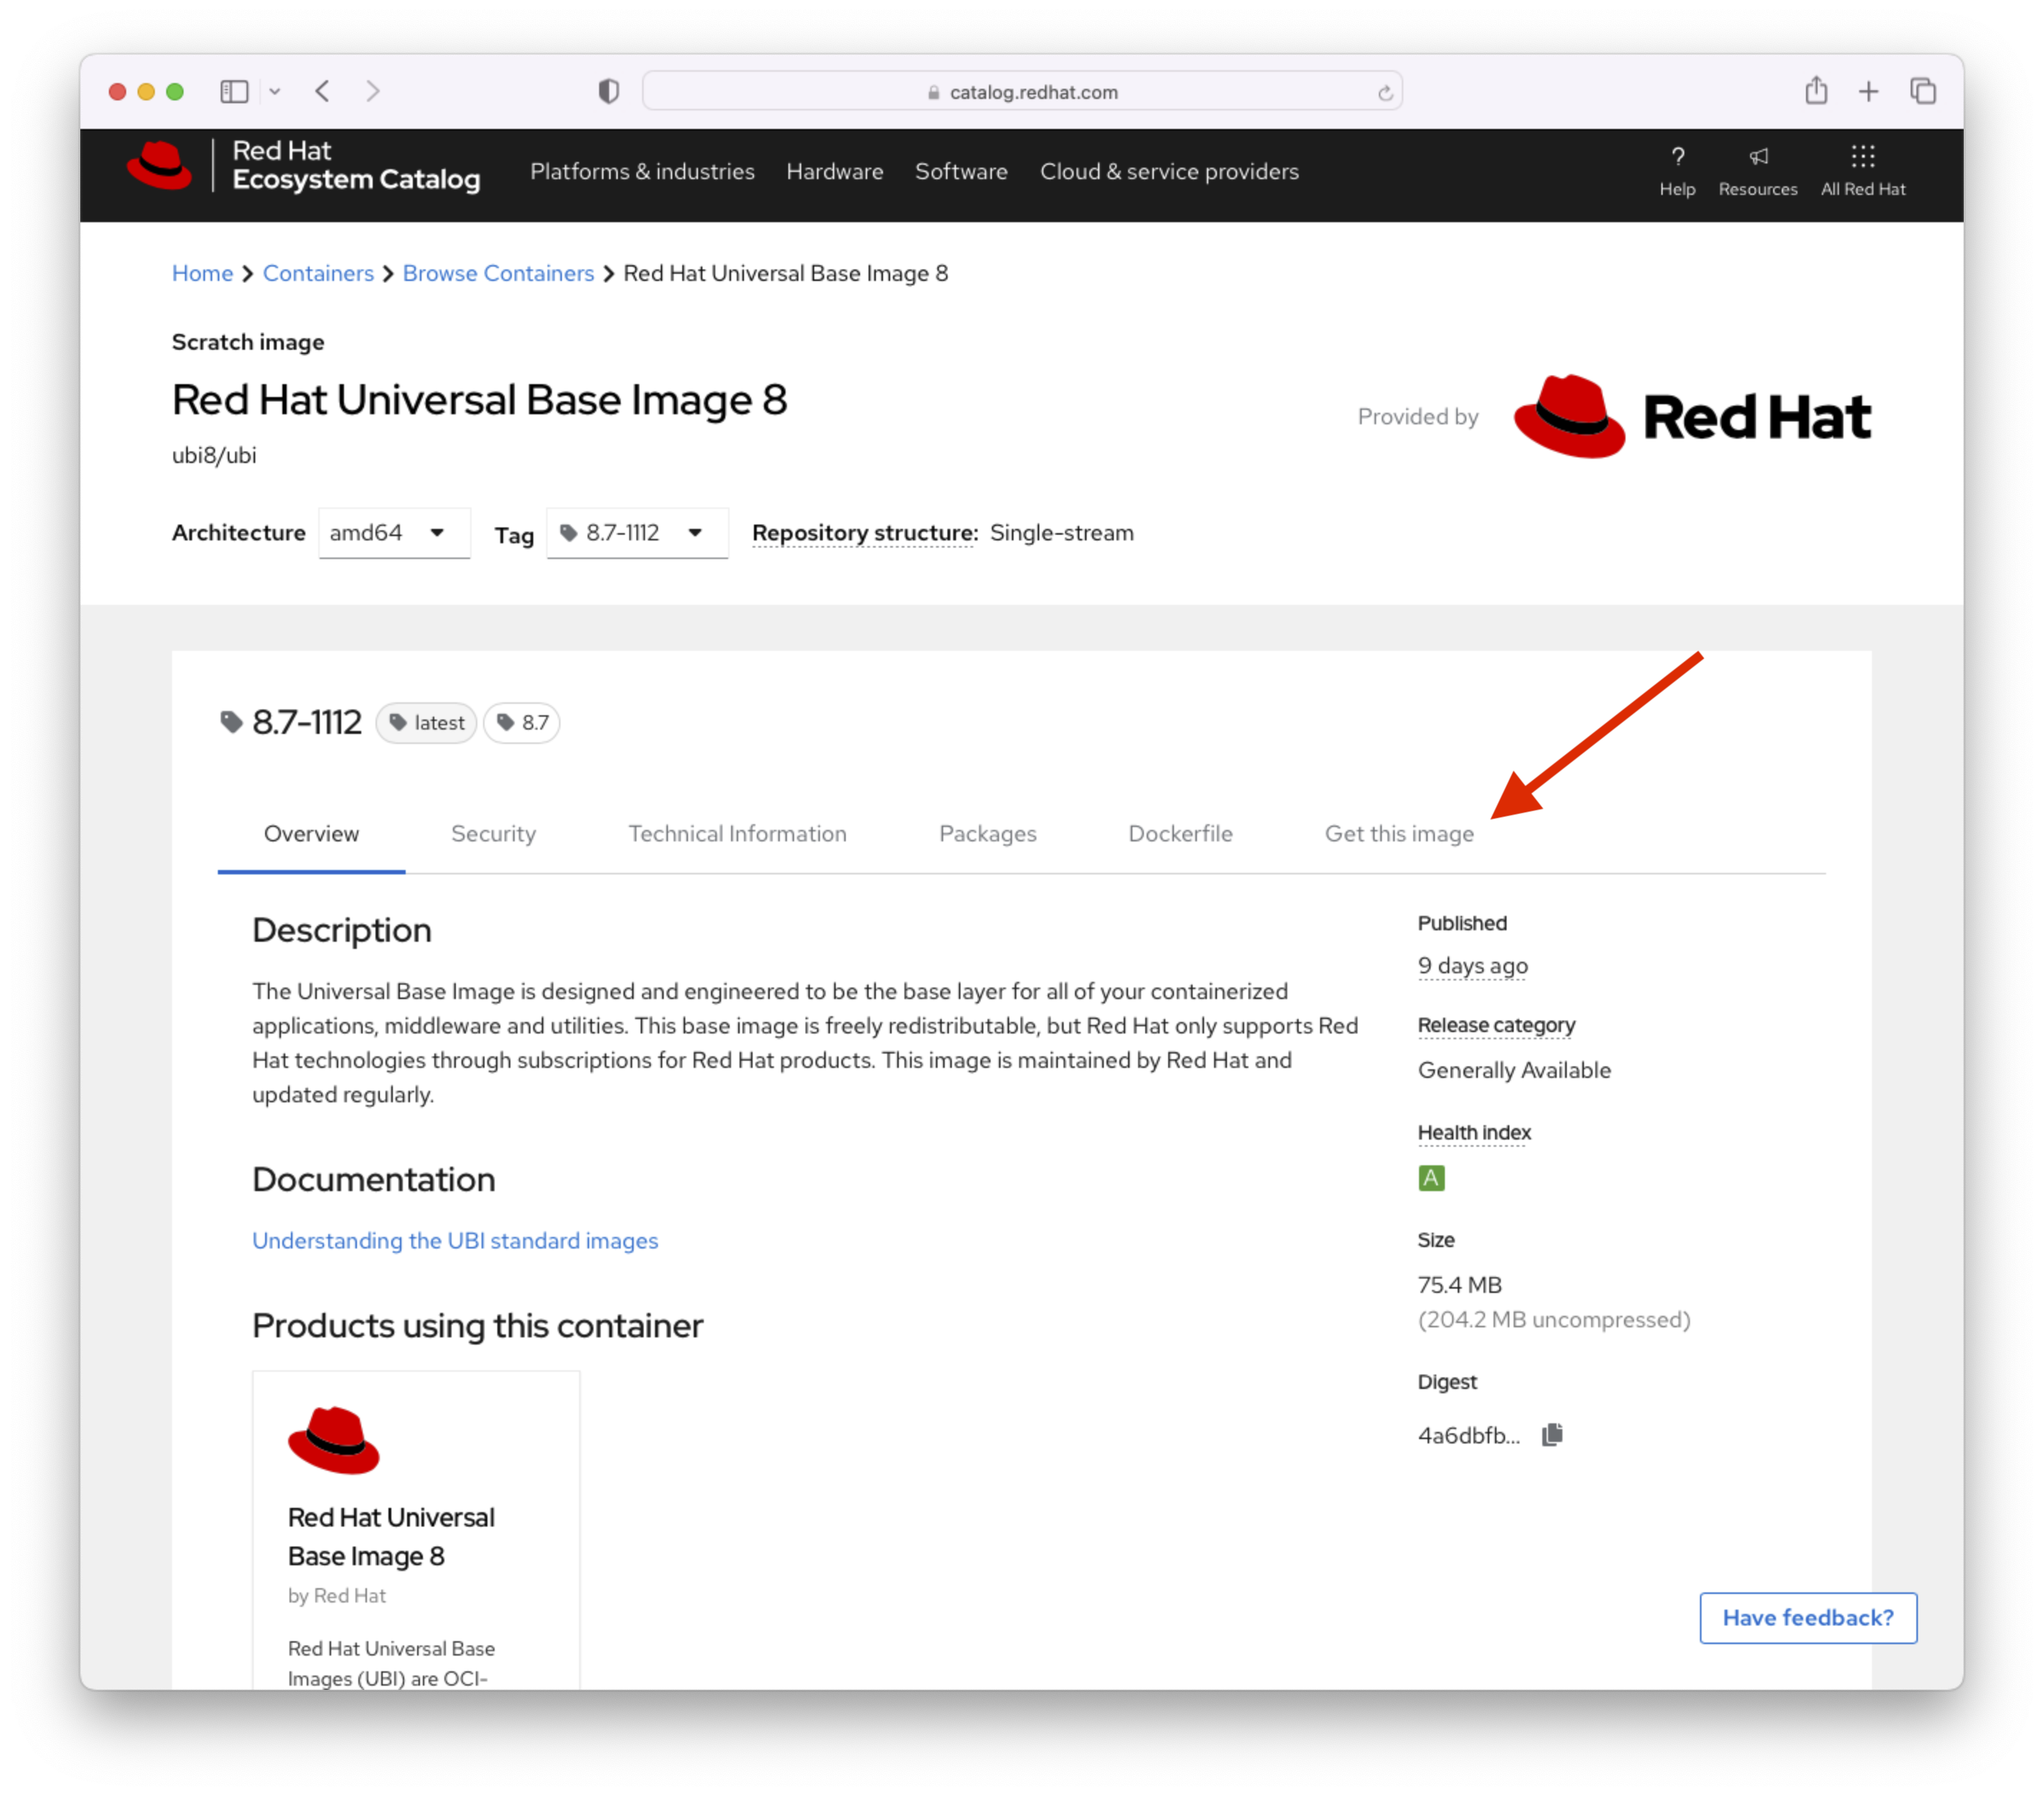 catalog.redhat.com
Red Hat
Ecosystem Catalog
Platforms & industries Hardware Software Cloud & service providers
? Help Resources All Red Hat
Home > Containers > Browse Containers > Red Hat Universal Base Image 8
Scratch image
Red Hat Universal Base Image 8
ubi8/ubi
Provided by Red Hat
Architecture amd64 Tag 8.7-1112 Repository structure: Single-stream
8.7-1112 latest 8.7
Overview Security Technical Information Packages Dockerfile Get this image
Description
The Universal Base Image is designed and engineered to be the base layer for all of your containerized
applications, middleware and utilities. This base image is freely redistributable, but Red Hat only supports Red
Hat technologies through subscriptions for Red Hat products. This image is maintained by Red Hat and
updated regularly.
Documentation
Understanding the UBI standard images
Products using this container
Red Hat Universal
Base Image 8
by Red Hat
Red Hat Universal Base
Images (UBI) are OCI-
Published
9 days ago
Release category
Generally Available
Health index
A
Size
75.4 MB
(204.2 MB uncompressed)
Digest
4a6dbfb...
Have feedback?